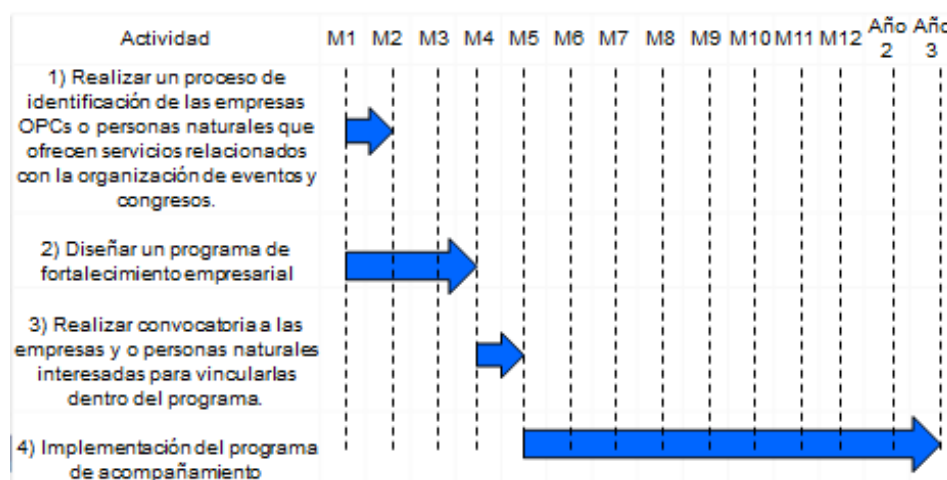 Actividad M1 M2 M3 M4 M5 M6 M7 M8 M9 M10 M11 M12 Año 2 Año 3
1) Realizar un proceso de
identificación de las empresas
OPCs o personas naturales que
ofrecen servicios relacionados
con la organización de eventos y
congresos.
2) Diseñar un programa de
fortalecimiento empresarial
3) Realizar convocatoria a las
empresas y o personas naturales
interesadas para vincularlas
dentro del programa.
4) Implementación del programa
de acompañamiento